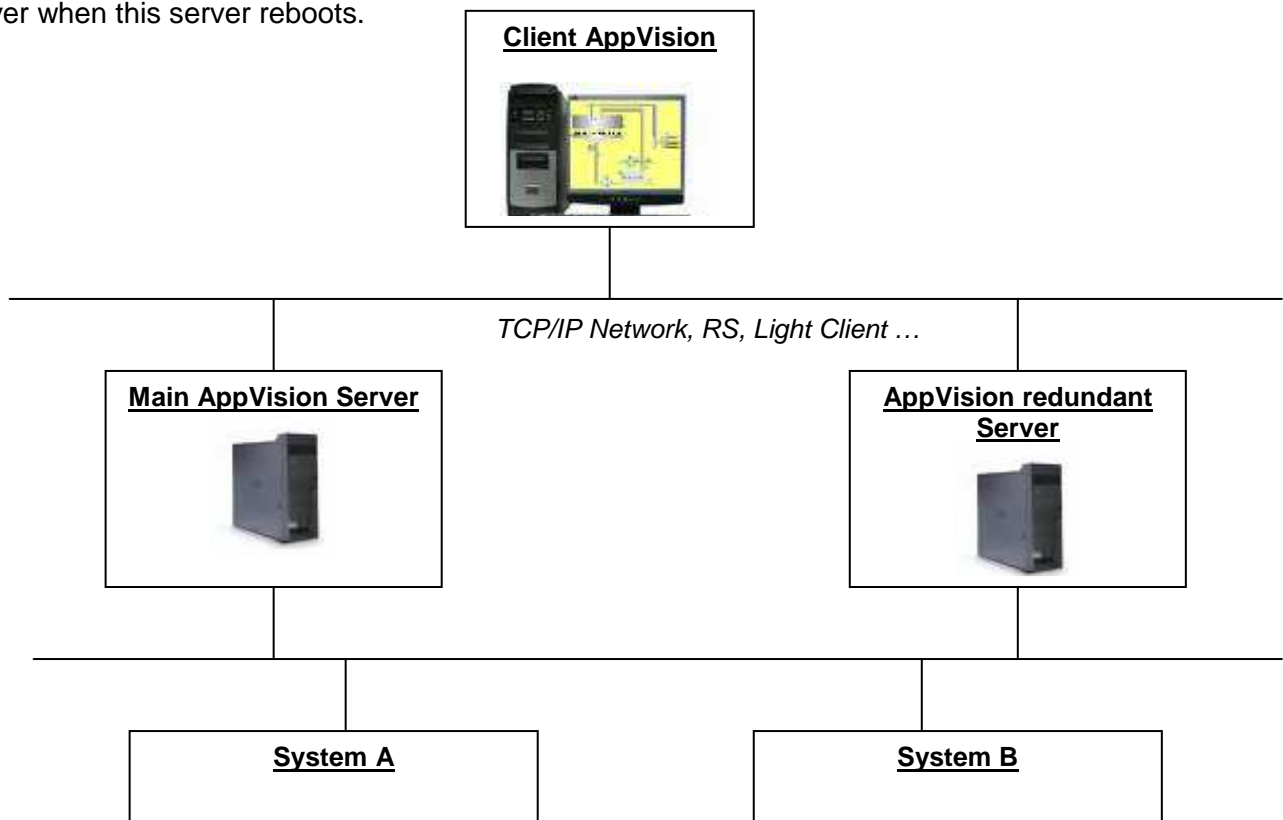 when this server reboots.
Client AppVision
TCP/IP Network, RS, Light Client …
Main AppVision Server
AppVision redundant
Server
System A
System B